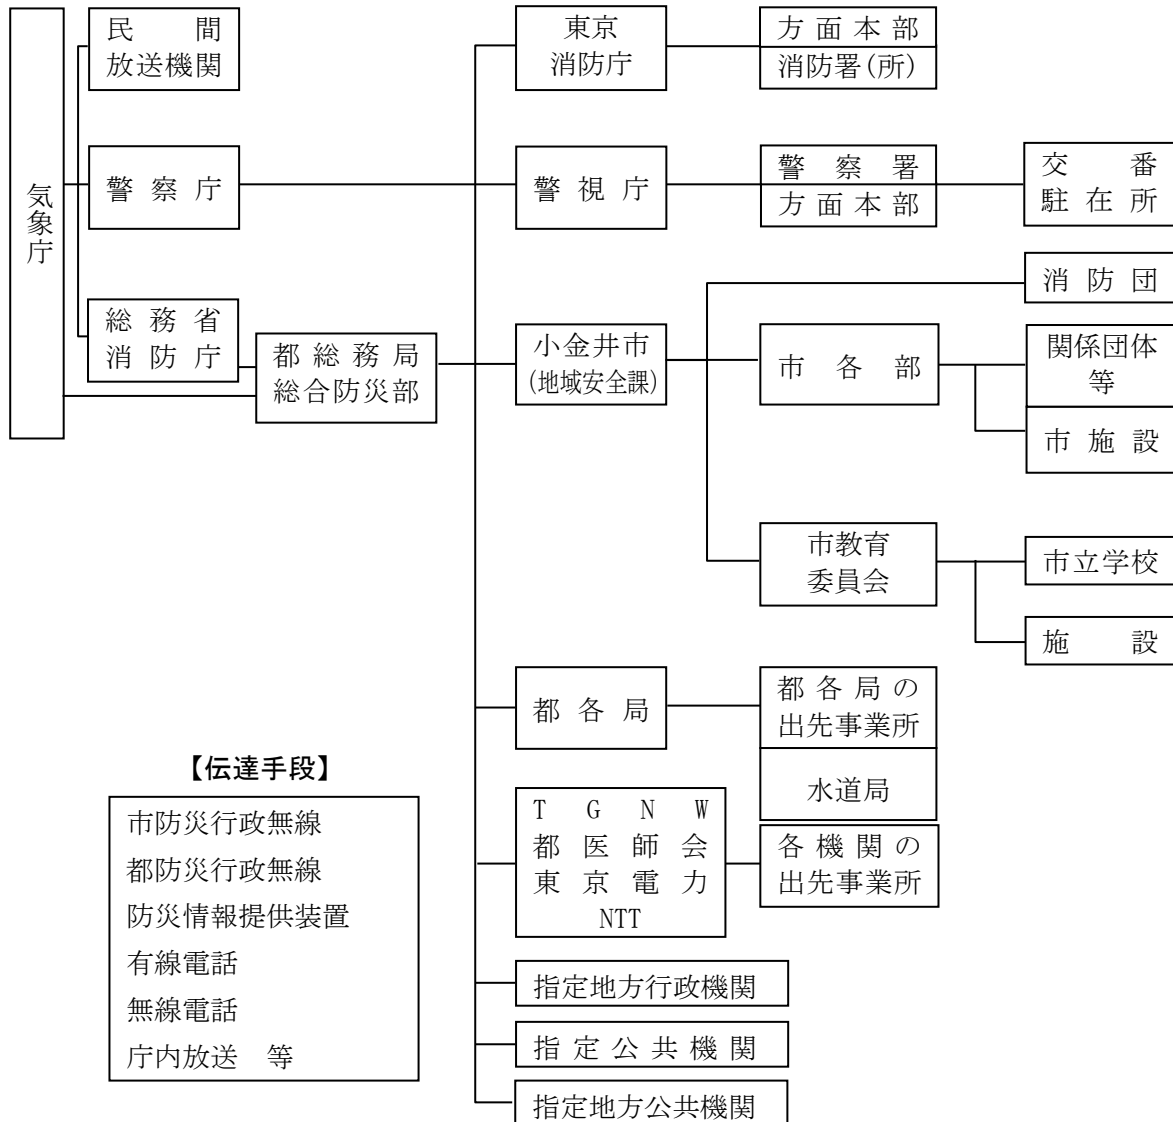 気象庁
民間
放送機関
警察庁
総務省
消防庁
都総務局
総合防災部
東京
消防庁
方面本部
消防署(所)
警視庁
警察署
方面本部
交番
駐在所
小金井市
(地域安全課)
消防団
市各部
関係団体
等
市施設
市教育
委員会
市立学校
施設
都各局
都各局の
出先事業所
水道局
TGNW
都医師会
東京電力
NTT
各機関の
出先事業所
指定地方行政機関
指定公共機関
指定地方公共機関
【伝達手段】
市防災行政無線
都防災行政無線
防災情報提供装置
有線電話
無線電話
庁内放送 等